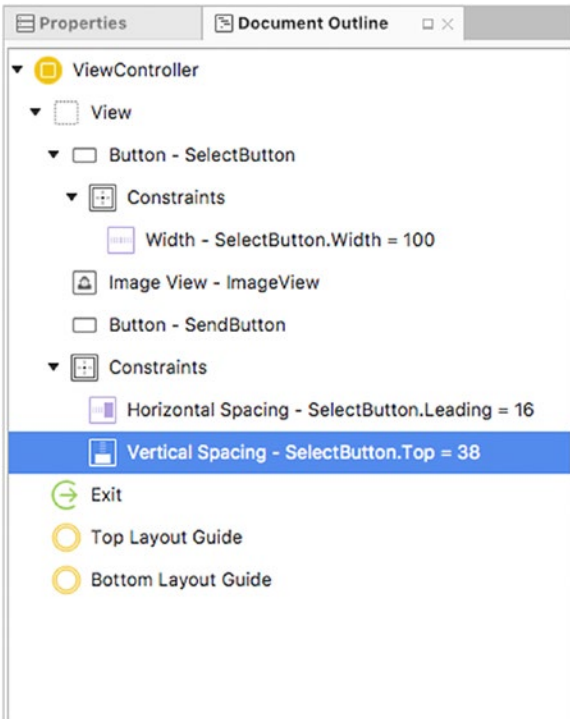 Properties
Document Outline
ViewController
View
Button - SelectButton
Constraints
Width - SelectButton.Width = 100
Image View - ImageView
Button - SendButton
Constraints
Horizontal Spacing - SelectButton.Leading = 16
Vertical Spacing - SelectButton.Top = 38
Exit
Top Layout Guide
Bottom Layout Guide